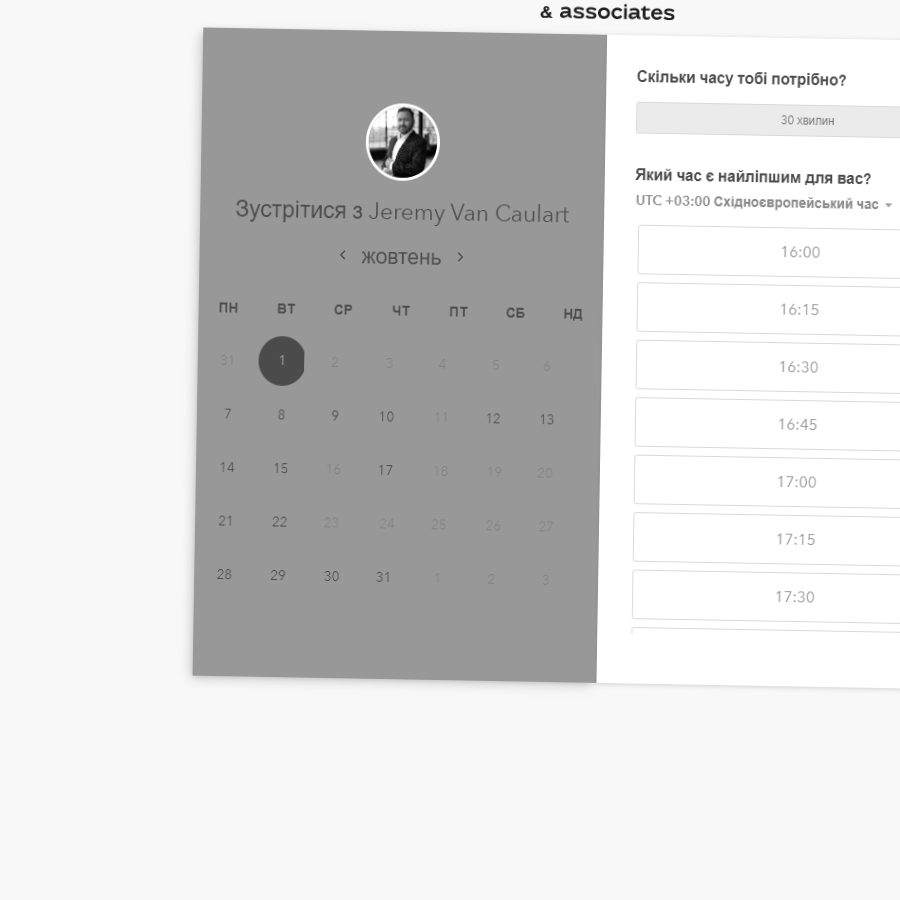 & associates
Зустрітися з Jeremy Van Caulart
жовтень
ПН ВТ СР ЧТ ПТ СБ НД
31 1 2 3 4 5 6
7 8 9 10 11 12 13
14 15 16 17 18 19 20
21 22 23 24 25 26 27
28 29 30 31 1 2 3
Скільки часу тобі потрібно?
30 хвилин
Який час є найліпшим для вас?
UTC +03:00 Східноєвропейський час
16:00
16:15
16:30
16:45
17:00
17:15
17:30